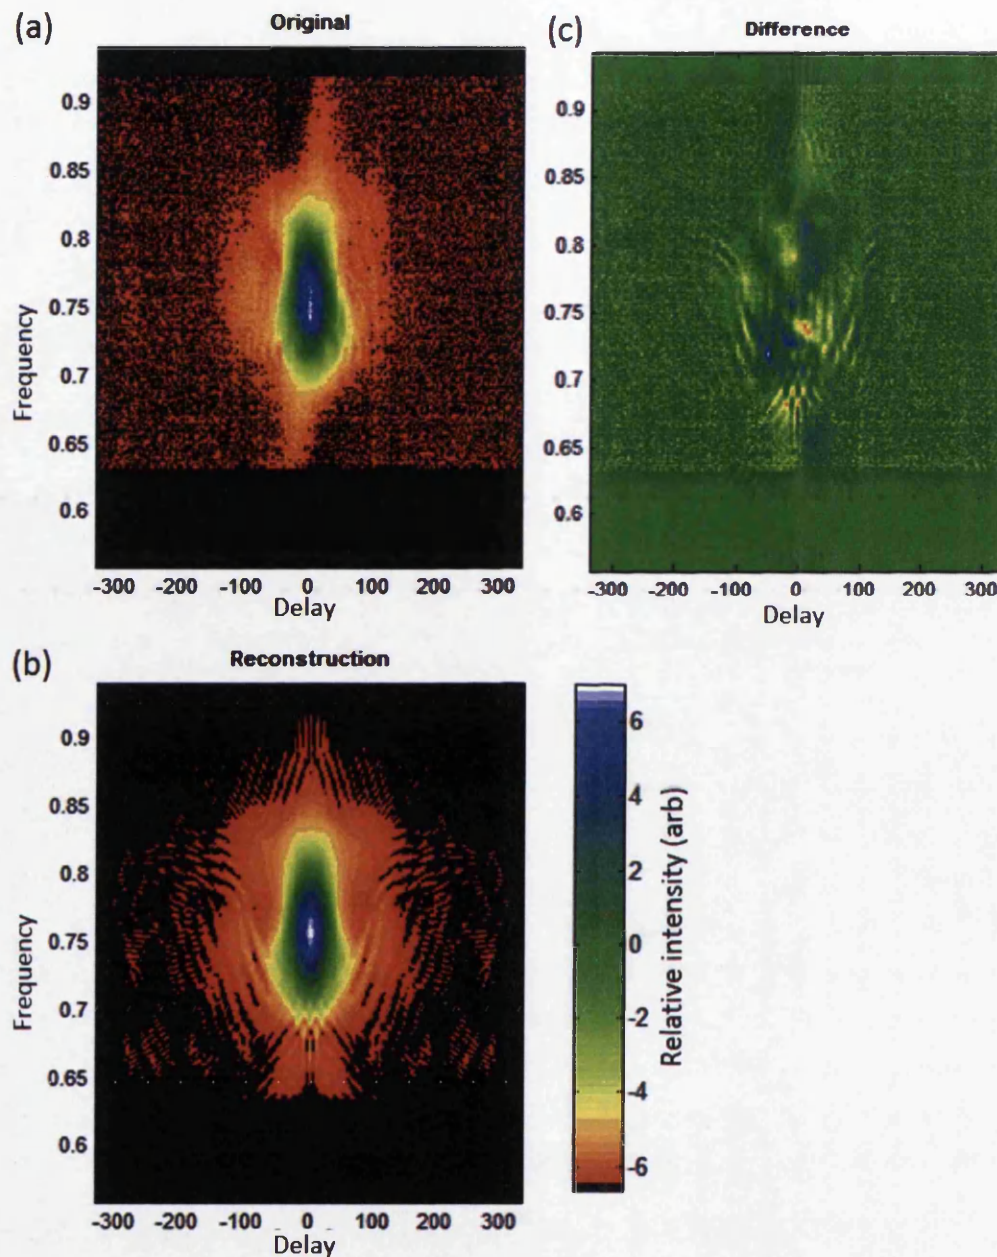 (a)
Original
Frequency
0.9
0.85
0.8
0.75
0.7
0.65
0.6
-300 -200 -100 0 100 200 300
Delay
(c)
Difference
0.9
0.85
0.8
0.75
0.7
0.65
0.6
-300 -200 -100 0 100 200 300
Delay
(b)
Reconstruction
Frequency
0.9
0.85
0.8
0.75
0.7
0.65
0.6
-300 -200 -100 0 100 200 300
Delay
6
4
2
0
-2
-4
-6
Relative intensity (arb)